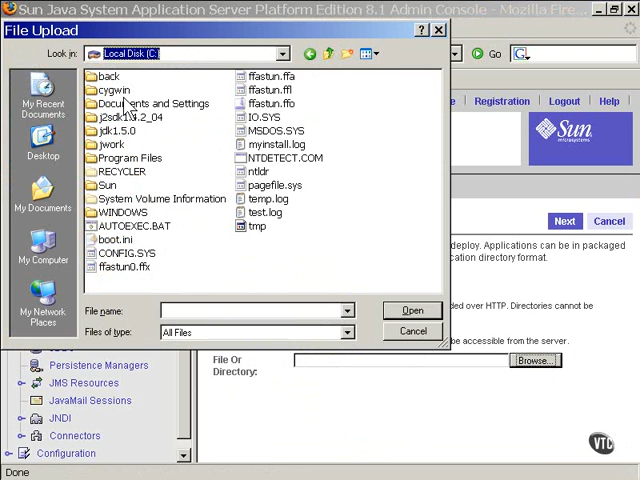 Sun Java System Application Server Platform Edition 8.1 Admin Console - Mozilla Fire
File Upload
Look in: Local Disk (C:)
My Recent Documents
Desktop
My Documents
My Computer
My Network Places
back
cygwin
Documents and Settings
jdk1.5.0
jwork
Program Files
RECYCLER
Sun
System Volume Information
WINDOWS
AUTOEXEC.BAT
boot.ini
CONFIG.SYS
ffastun0.ffx
ffastun.ffa
ffastun.ffl
ffastun.ffo
IO.SYS
MSDOS.SYS
myinstall.log
NTDETECT.COM
ntldr
pagefile.sys
temp.log
test.log
tmp
File name:
Open
Files of type: All Files
Cancel
Go
G
Registration Logout Help
Sun
microsystems
Next Cancel
deploy. Applications can be packaged
cation directory format.
ded over HTTP. Directories cannot be
be accessible from the server.
File Or Directory: Browse...
Persistence Managers
JMS Resources
JavaMail Sessions
JNDI
Connectors
Configuration
VTC
Done